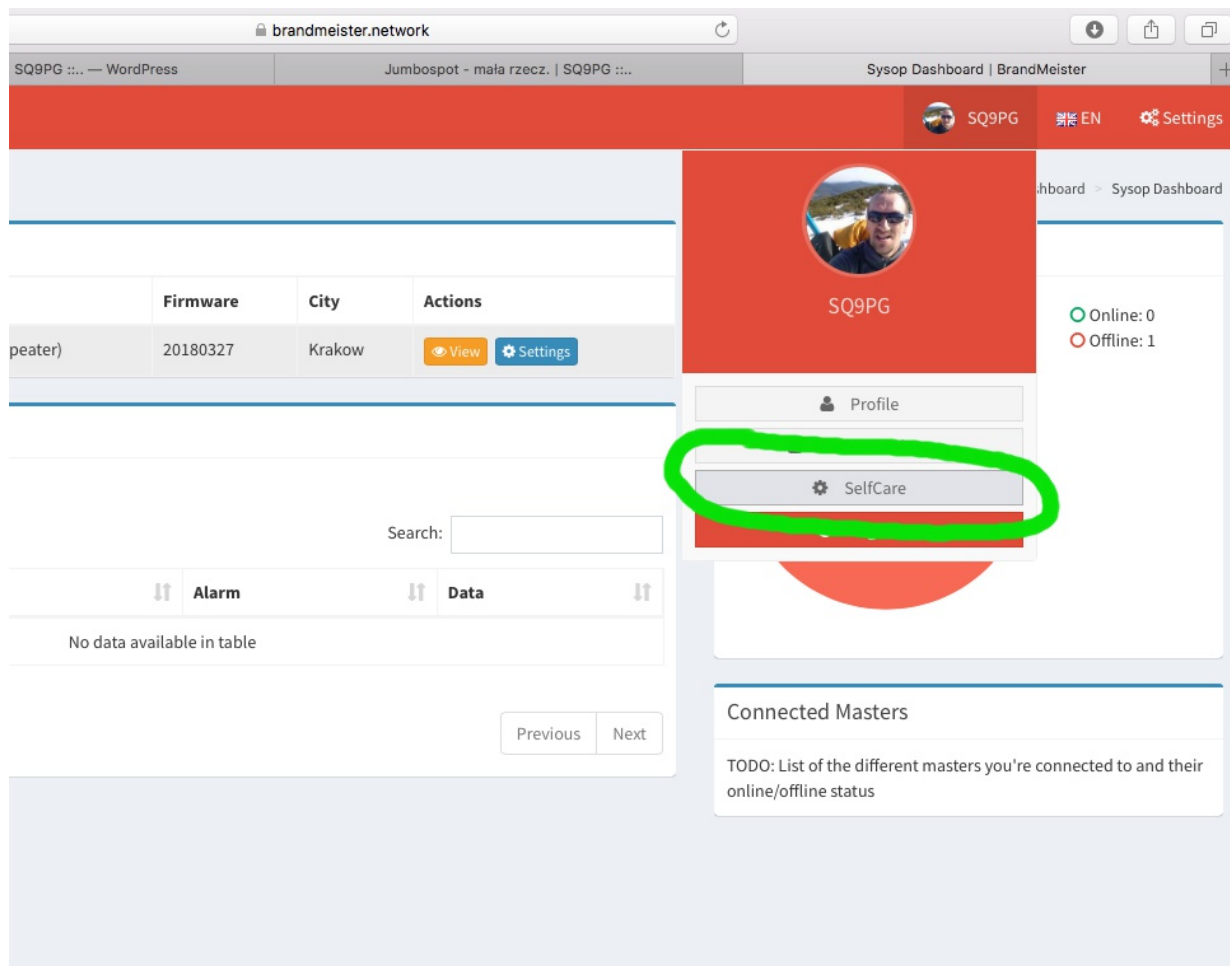 brandmeister.network
SQ9PG ::.. — WordPress
Jumbospot - mała rzecz. | SQ9PG ::..
Sysop Dashboard | BrandMeister
SQ9PG
EN
Settings
hboard > Sysop Dashboard
SQ9PG
Firmware City Actions
peater) 20180327 Krakow View Settings
Online: 0
Offline: 1
Profile
SelfCare
Search:
Alarm Data
No data available in table
Previous Next
Connected Masters
TODO: List of the different masters you're connected to and their
online/offline status